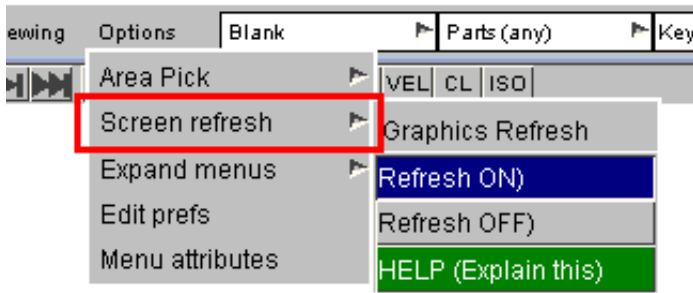 ewing Options Blank Parts (any) Key
VEL CL ISO
Area Pick
Screen refresh
Expand menus
Edit prefs
Menu attributes
Graphics Refresh
Refresh ON)
Refresh OFF)
HELP (Explain this)